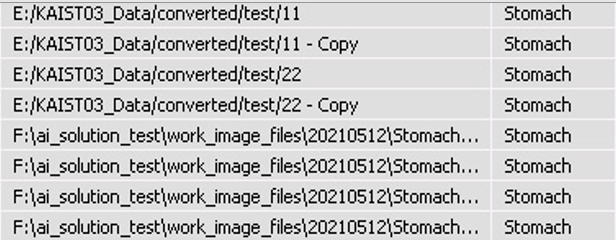 E:/KAIST03_Data/converted/test/11 Stomach
E:/KAIST03_Data/converted/test/11 - Copy Stomach
E:/KAIST03_Data/converted/test/22 Stomach
E:/KAIST03_Data/converted/test/22 - Copy Stomach
F:\ai_solution_test\work_image_files\20210512\Stomach... Stomach
F:\ai_solution_test\work_image_files\20210512\Stomach... Stomach
F:\ai_solution_test\work_image_files\20210512\Stomach... Stomach
F:\ai_solution_test\work_image_files\20210512\Stomach... Stomach